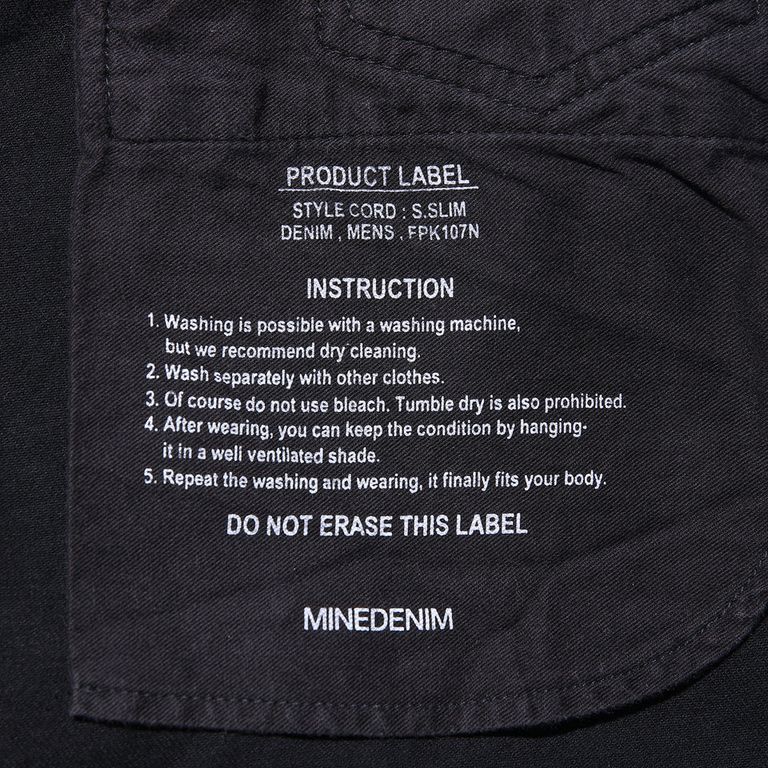 PRODUCT LABEL
STYLE CORD : S.SLIM
DENIM , MENS , FPK107N
INSTRUCTION
1. Washing is possible with a washing machine,
but we recommend dry cleaning.
2. Wash separately with other clothes.
3. Of course do not use bleach. Tumble dry is also prohibited.
4. After wearing, you can keep the condition by hanging
it in a well ventilated shade.
5. Repeat the washing and wearing, it finally fits your body.
DO NOT ERASE THIS LABEL
MINEDENIM